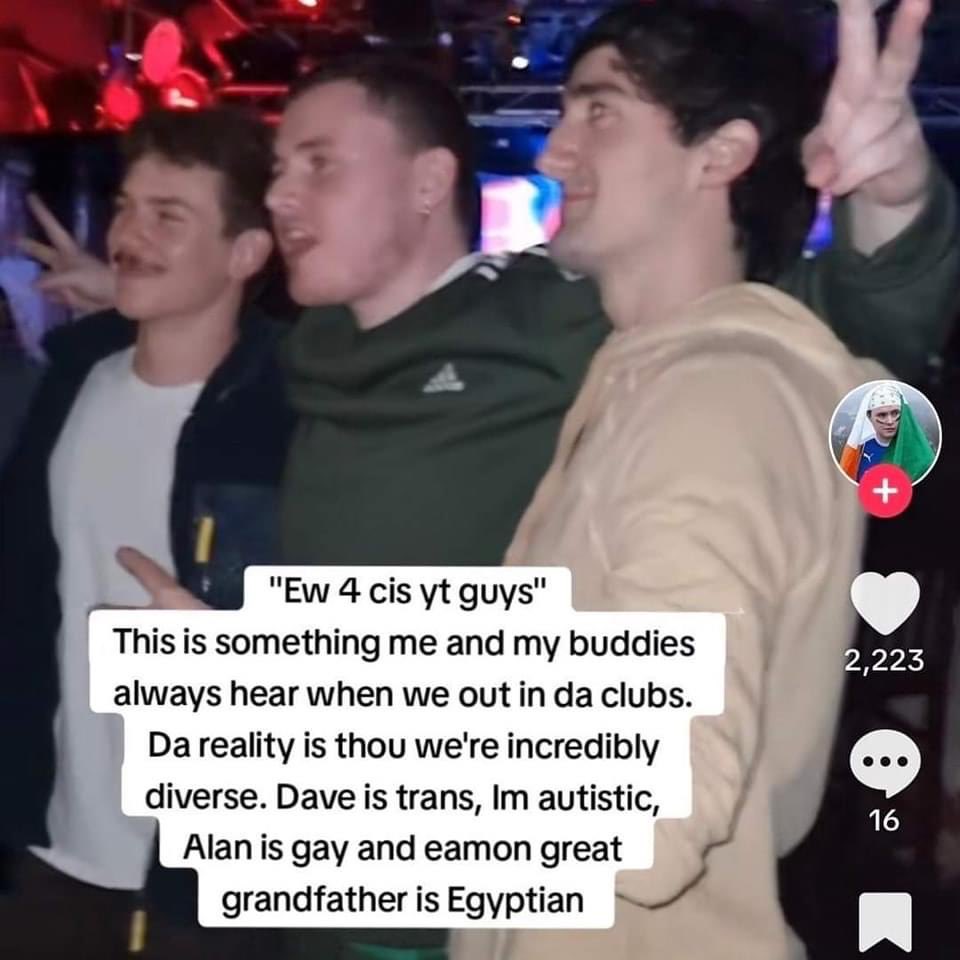 "Ew 4 cis yt guys"
This is something me and my buddies
always hear when we out in da clubs.
Da reality is thou we're incredibly
diverse. Dave is trans, Im autistic,
Alan is gay and eamon great
grandfather is Egyptian
2,223
16